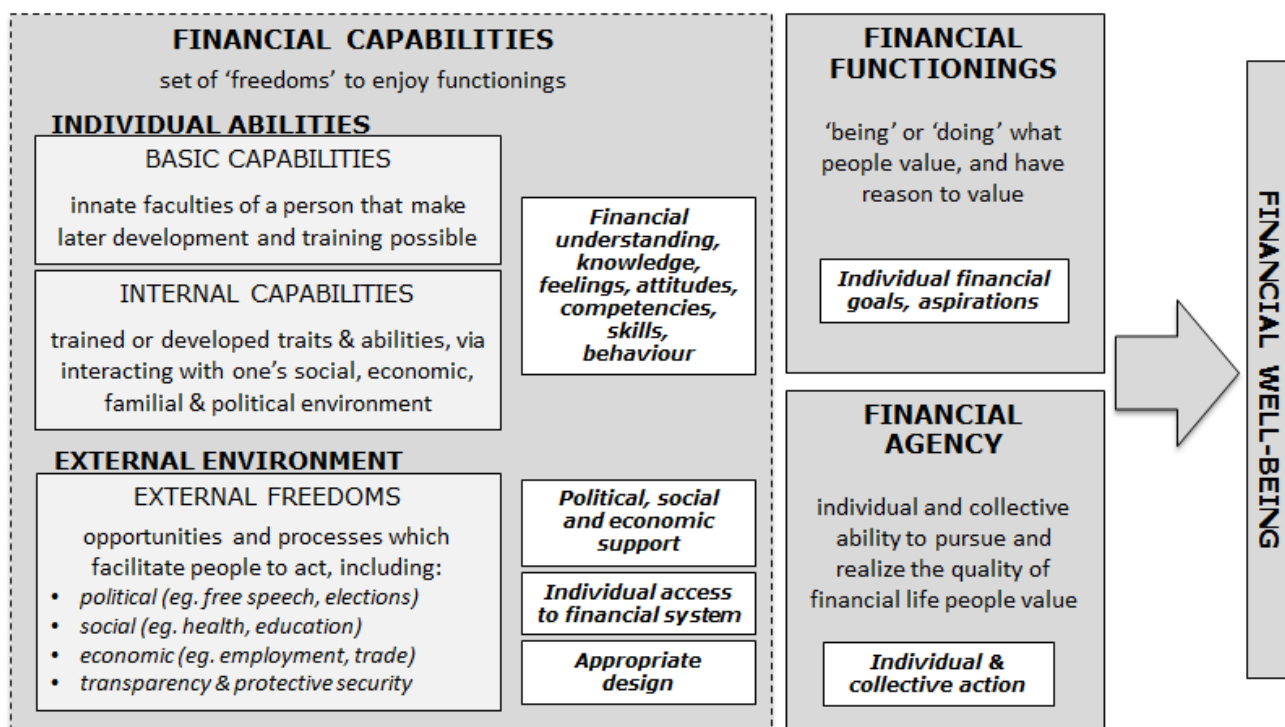 FINANCIAL CAPABILITIES
set of ‘freedoms’ to enjoy functionings
INDIVIDUAL ABILITIES
BASIC CAPABILITIES
innate faculties of a person that make
later development and training possible
INTERNAL CAPABILITIES
trained or developed traits & abilities, via
interacting with one’s social, economic,
familial & political environment
Financial
understanding,
knowledge,
feelings, attitudes,
competencies,
skills,
behaviour
EXTERNAL ENVIRONMENT
EXTERNAL FREEDOMS
opportunities and processes which
facilitate people to act, including:
• political (eg. free speech, elections)
• social (eg. health, education)
• economic (eg. employment, trade)
• transparency & protective security
Political, social
and economic
support
Individual access
to financial system
Appropriate
design
FINANCIAL
FUNCTIONINGS
‘being’ or ‘doing’ what
people value, and have
reason to value
Individual financial
goals, aspirations
FINANCIAL
AGENCY
individual and collective
ability to pursue and
realize the quality of
financial life people value
Individual &
collective action
FINANCIAL WELL-BEING